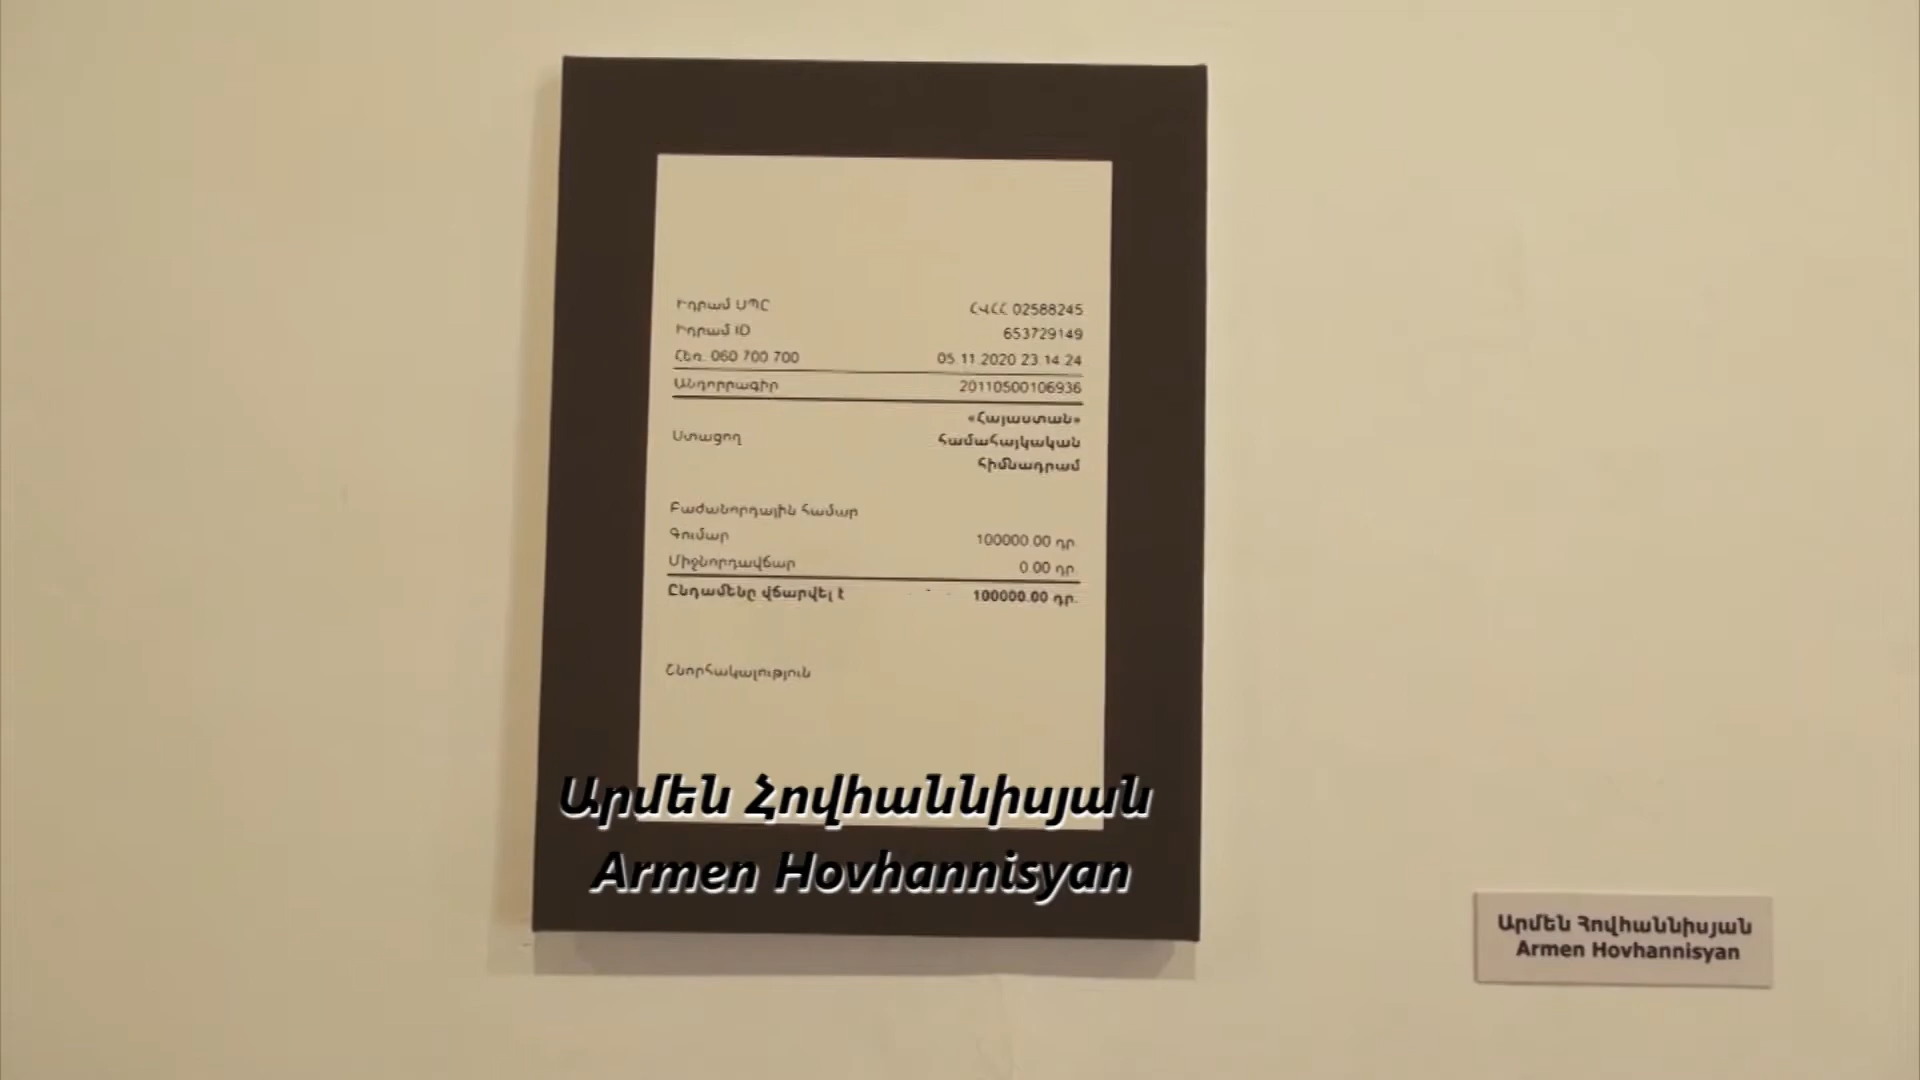 Իդրամ ՍՊԸ ՀՎՀՀ 02588245
Իդրամ ID 653729149
Հեռ. 060 700 700 05.11.2020 23.14.24
Անդորրագիր 20110500106936
«Հայաստան»
Ստացող համահայկական
հիմնադրամ
Բաժանորդային համար
Գումար 100000.00 դր.
Միջնորդավճար 0.00 դր.
Ընդամենը վճարվել է 100000.00 դր.
Շնորհակալություն
Արմեն Հովհաննիսյան
Armen Hovhannisyan
Արմեն Հովհաննիսյան
Armen Hovhannisyan